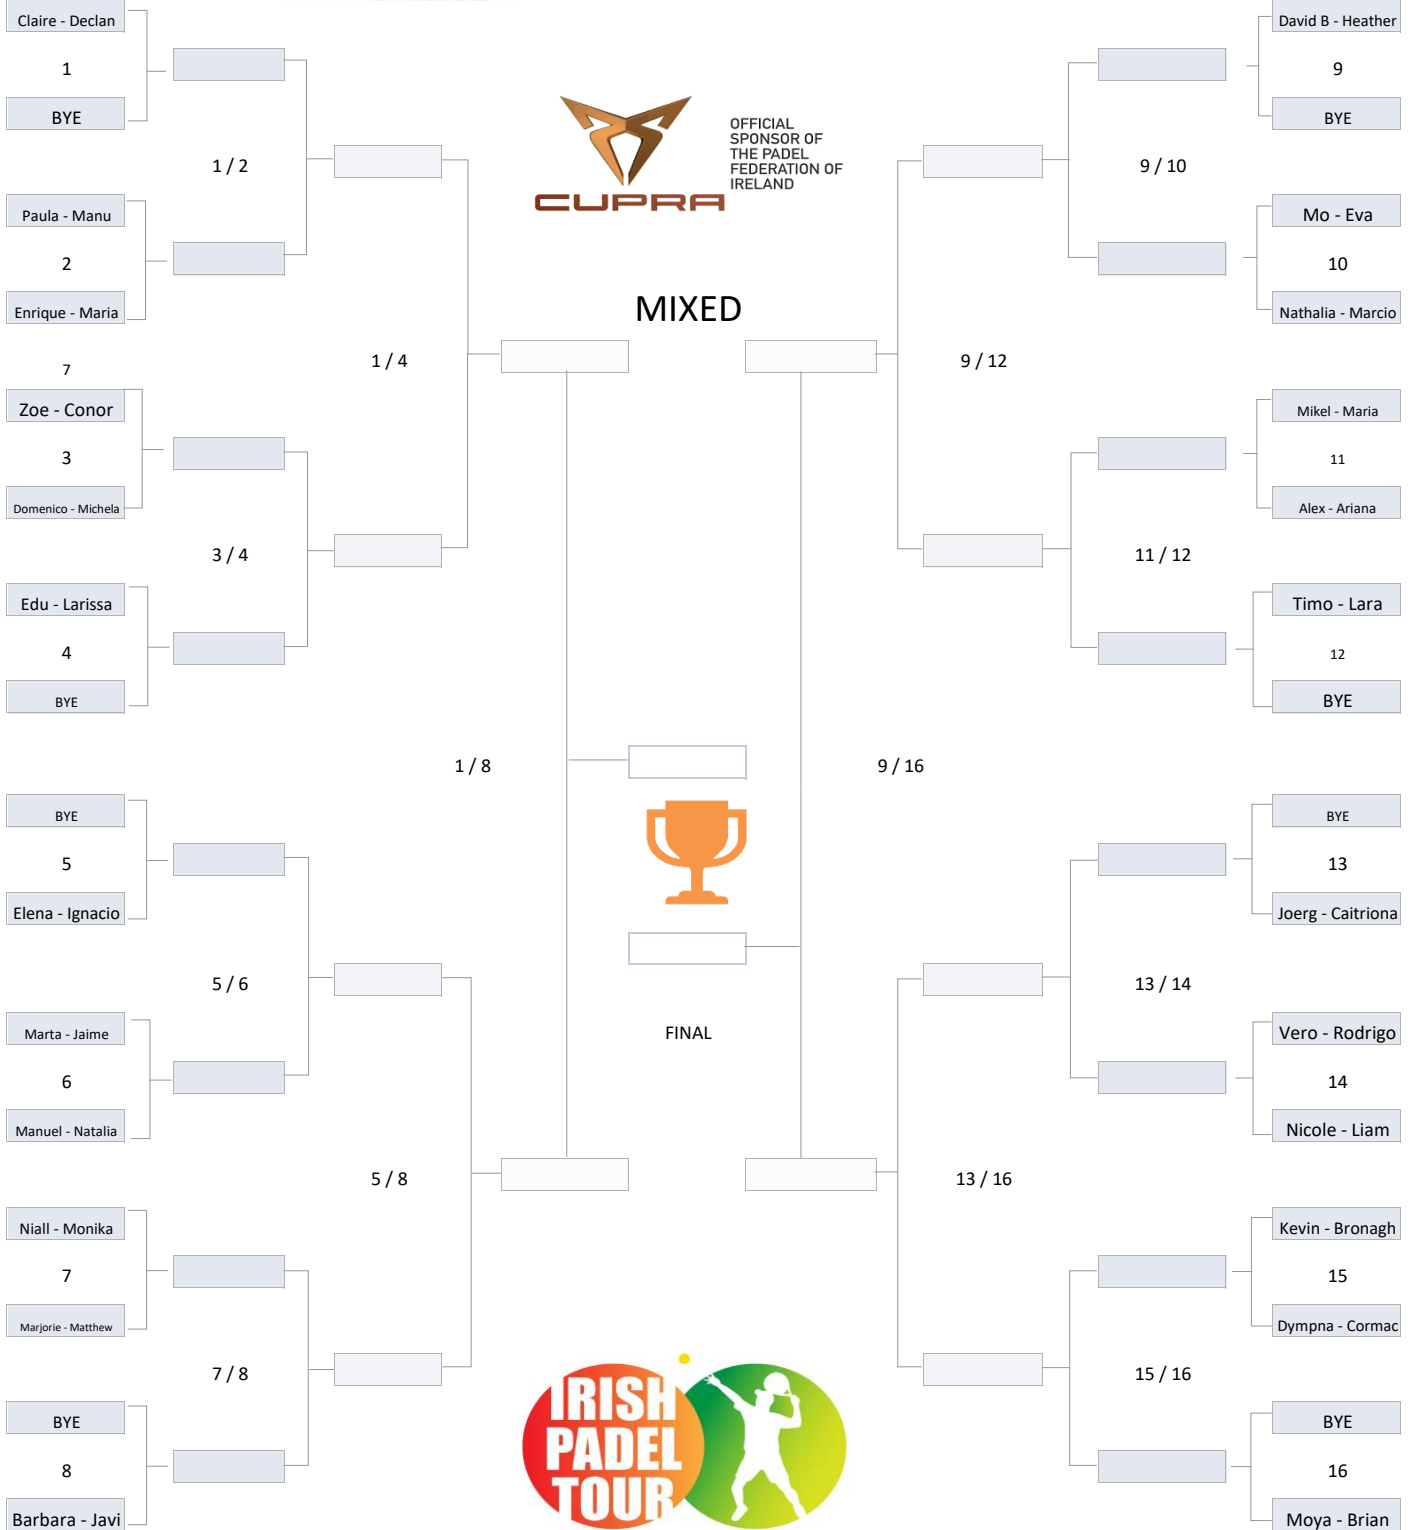 Claire - Declan
1
BYE
1 / 2
Paula - Manu
2
Enrique - Maria
1 / 4
7
Zoe - Conor
3
Domenico - Michela
3 / 4
Edu - Larissa
4
BYE
1 / 8
BYE
5
Elena - Ignacio
5 / 6
Marta - Jaime
6
Manuel - Natalia
5 / 8
Niall - Monika
7
Marjorie - Matthew
7 / 8
BYE
8
Barbara - Javi
CUPRA
OFFICIAL
SPONSOR OF
THE PADEL
FEDERATION OF
IRELAND
MIXED
FINAL
IRISH
PADEL
TOUR
David B - Heather
9
BYE
9 / 10
Mo - Eva
10
Nathalia - Marcio
9 / 12
Mikel - Maria
11
Alex - Ariana
11 / 12
Timo - Lara
12
BYE
9 / 16
BYE
13
Joerg - Caitriona
13 / 14
Vero - Rodrigo
14
Nicole - Liam
13 / 16
Kevin - Bronagh
15
Dympna - Cormac
15 / 16
BYE
16
Moya - Brian